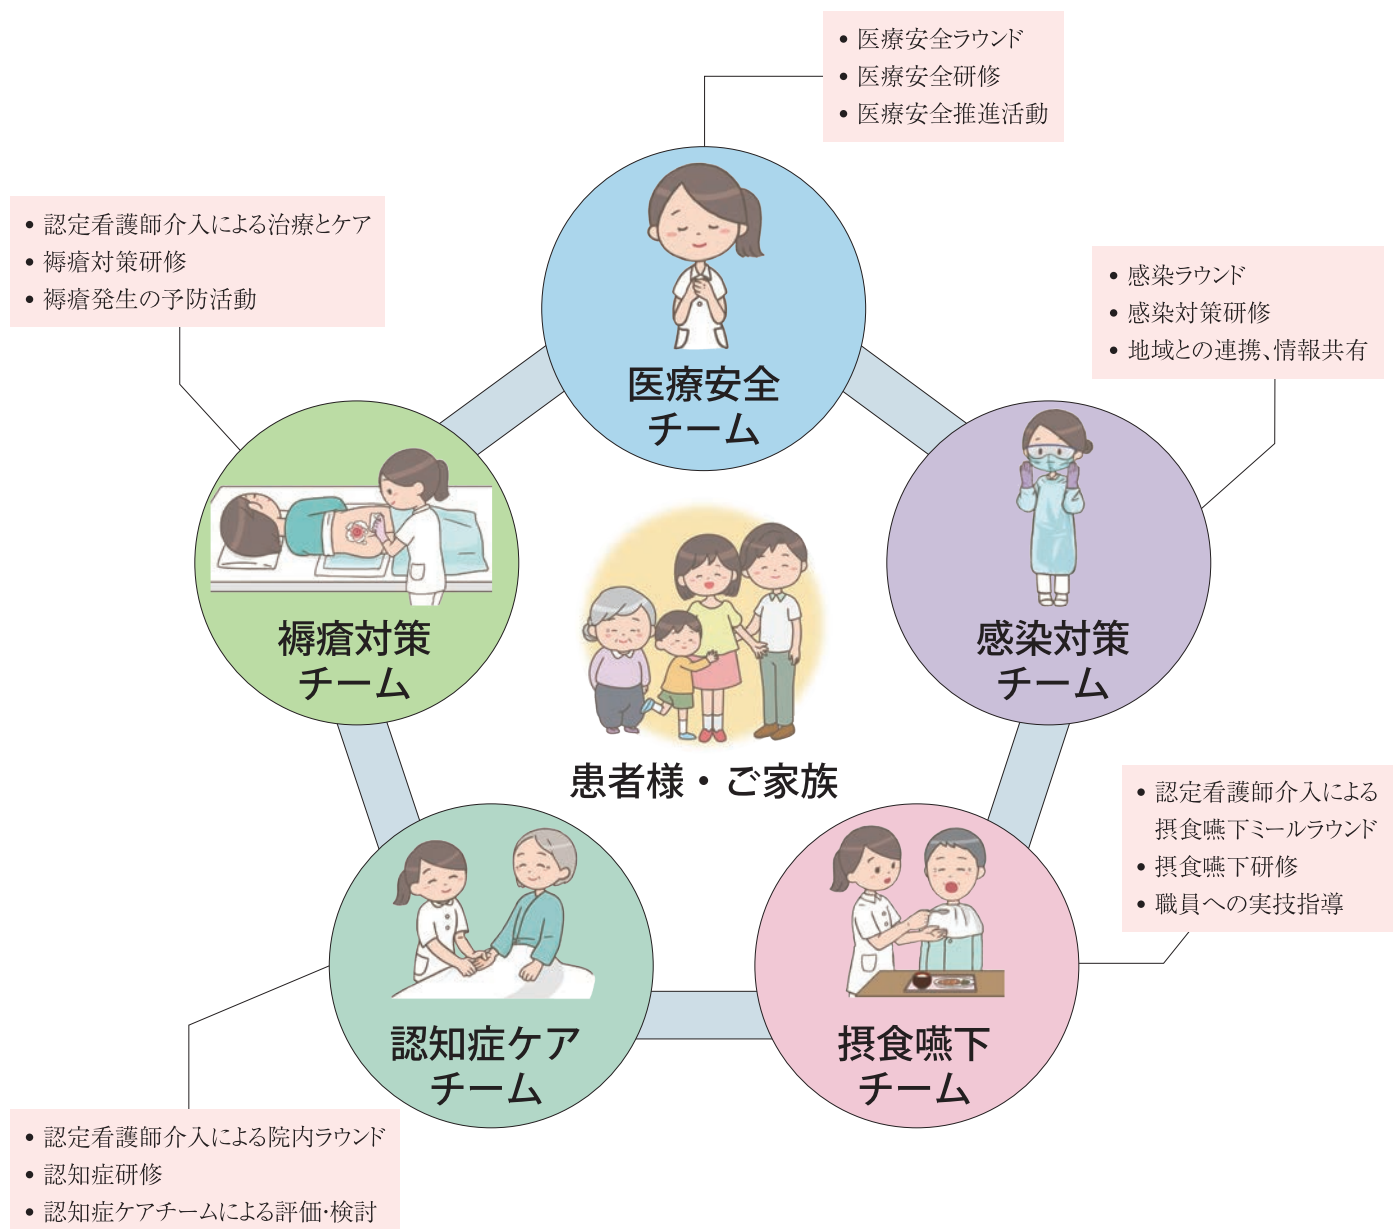 • 医療安全ラウンド
• 医療安全研修
• 医療安全推進活動
医療安全
チーム
• 認定看護師介入による治療とケア
• 褥瘡対策研修
• 褥瘡発生の予防活動
褥瘡対策
チーム
• 感染ラウンド
• 感染対策研修
• 地域との連携、情報共有
感染対策
チーム
患者様・ご家族
• 認定看護師介入による
摂食嚥下ミールラウンド
• 摂食嚥下研修
• 職員への実技指導
摂食嚥下
チーム
認知症ケア
チーム
• 認定看護師介入による院内ラウンド
• 認知症研修
• 認知症ケアチームによる評価・検討